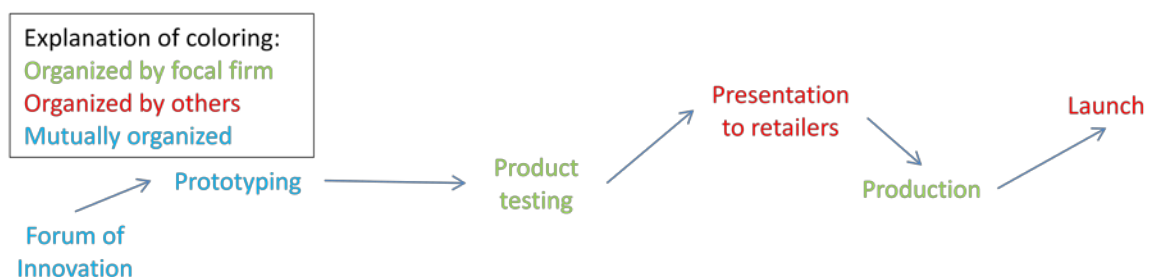 Explanation of coloring:
Organized by focal firm
Organized by others
Mutually organized
Forum of
Innovation
Prototyping
Product
testing
Presentation
to retailers
Production
Launch